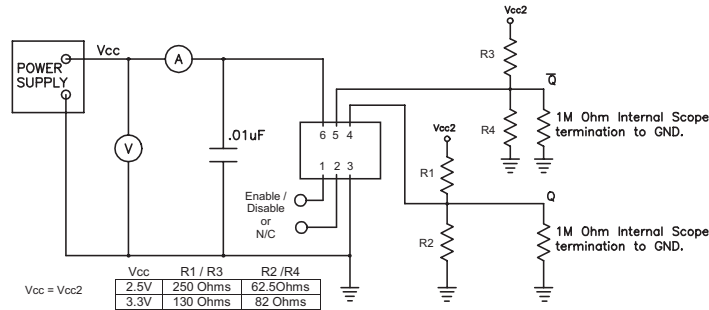 Vcc2
Vcc
A
R3
Q
POWER
SUPPLY
V
.01uF
6 5 4
1 2 3
R4
1M Ohm Internal Scope
termination to GND.
Vcc2
R1
Enable /
Disable
or
N/C
Q
R2
1M Ohm Internal Scope
termination to GND.
Vcc = Vcc2
Vcc R1 / R3 R2 /R4
2.5V 250 Ohms 62.5Ohms
3.3V 130 Ohms 82 Ohms